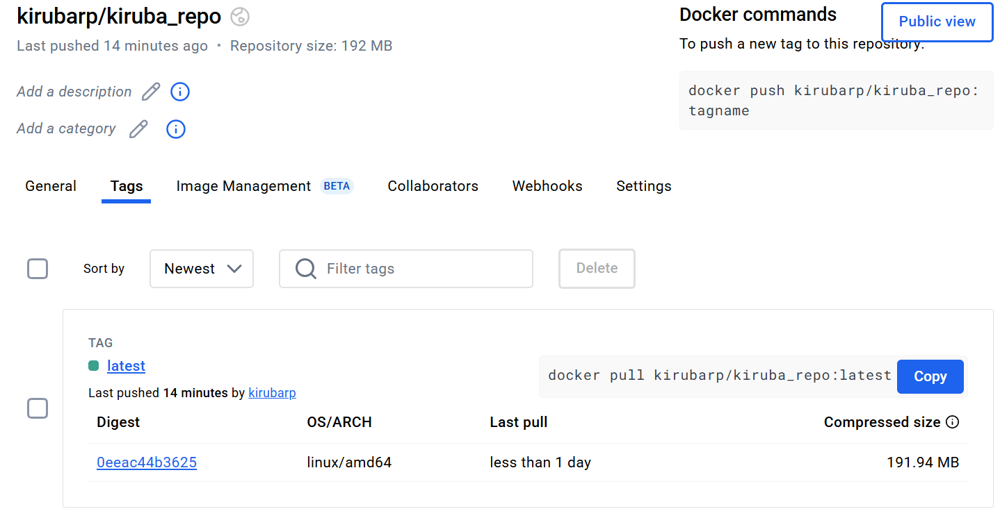 kirubarp/kiruba_repo
Last pushed 14 minutes ago • Repository size: 192 MB
Add a description
Add a category
Docker commands
Public view
To push a new tag to this repository:
docker push kirubarp/kiruba_repo:
tagname
General Tags Image Management BETA Collaborators Webhooks Settings
Sort by Newest Filter tags Delete
TAG
latest
Last pushed 14 minutes by kirubarp
docker pull kirubarp/kiruba_repo:latest Copy
Digest OS/ARCH Last pull Compressed size
0eeac44b3625 linux/amd64 less than 1 day 191.94 MB